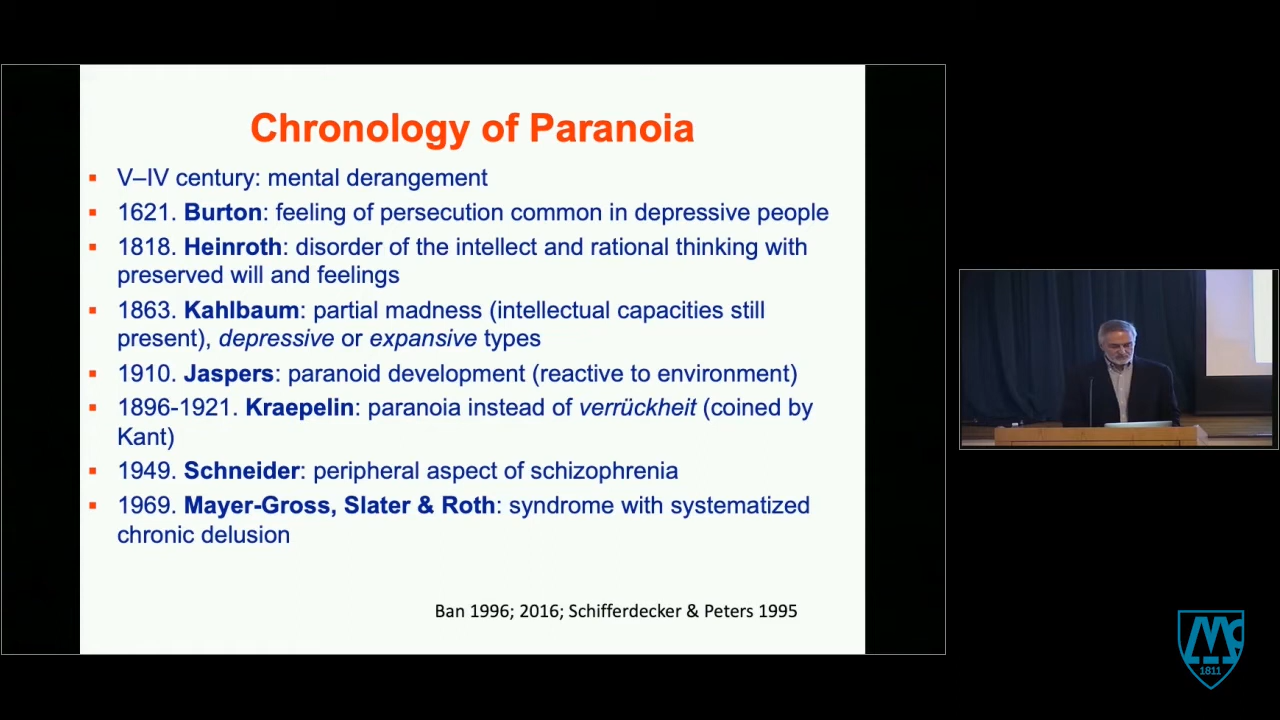 Chronology of Paranoia
▪ V–IV century: mental derangement
▪ 1621. Burton: feeling of persecution common in depressive people
▪ 1818. Heinroth: disorder of the intellect and rational thinking with
preserved will and feelings
▪ 1863. Kahlbaum: partial madness (intellectual capacities still
present), depressive or expansive types
▪ 1910. Jaspers: paranoid development (reactive to environment)
▪ 1896-1921. Kraepelin: paranoia instead of verrückheit (coined by
Kant)
▪ 1949. Schneider: peripheral aspect of schizophrenia
▪ 1969. Mayer-Gross, Slater & Roth: syndrome with systematized
chronic delusion
Ban 1996; 2016; Schifferdecker & Peters 1995
Mc
1811